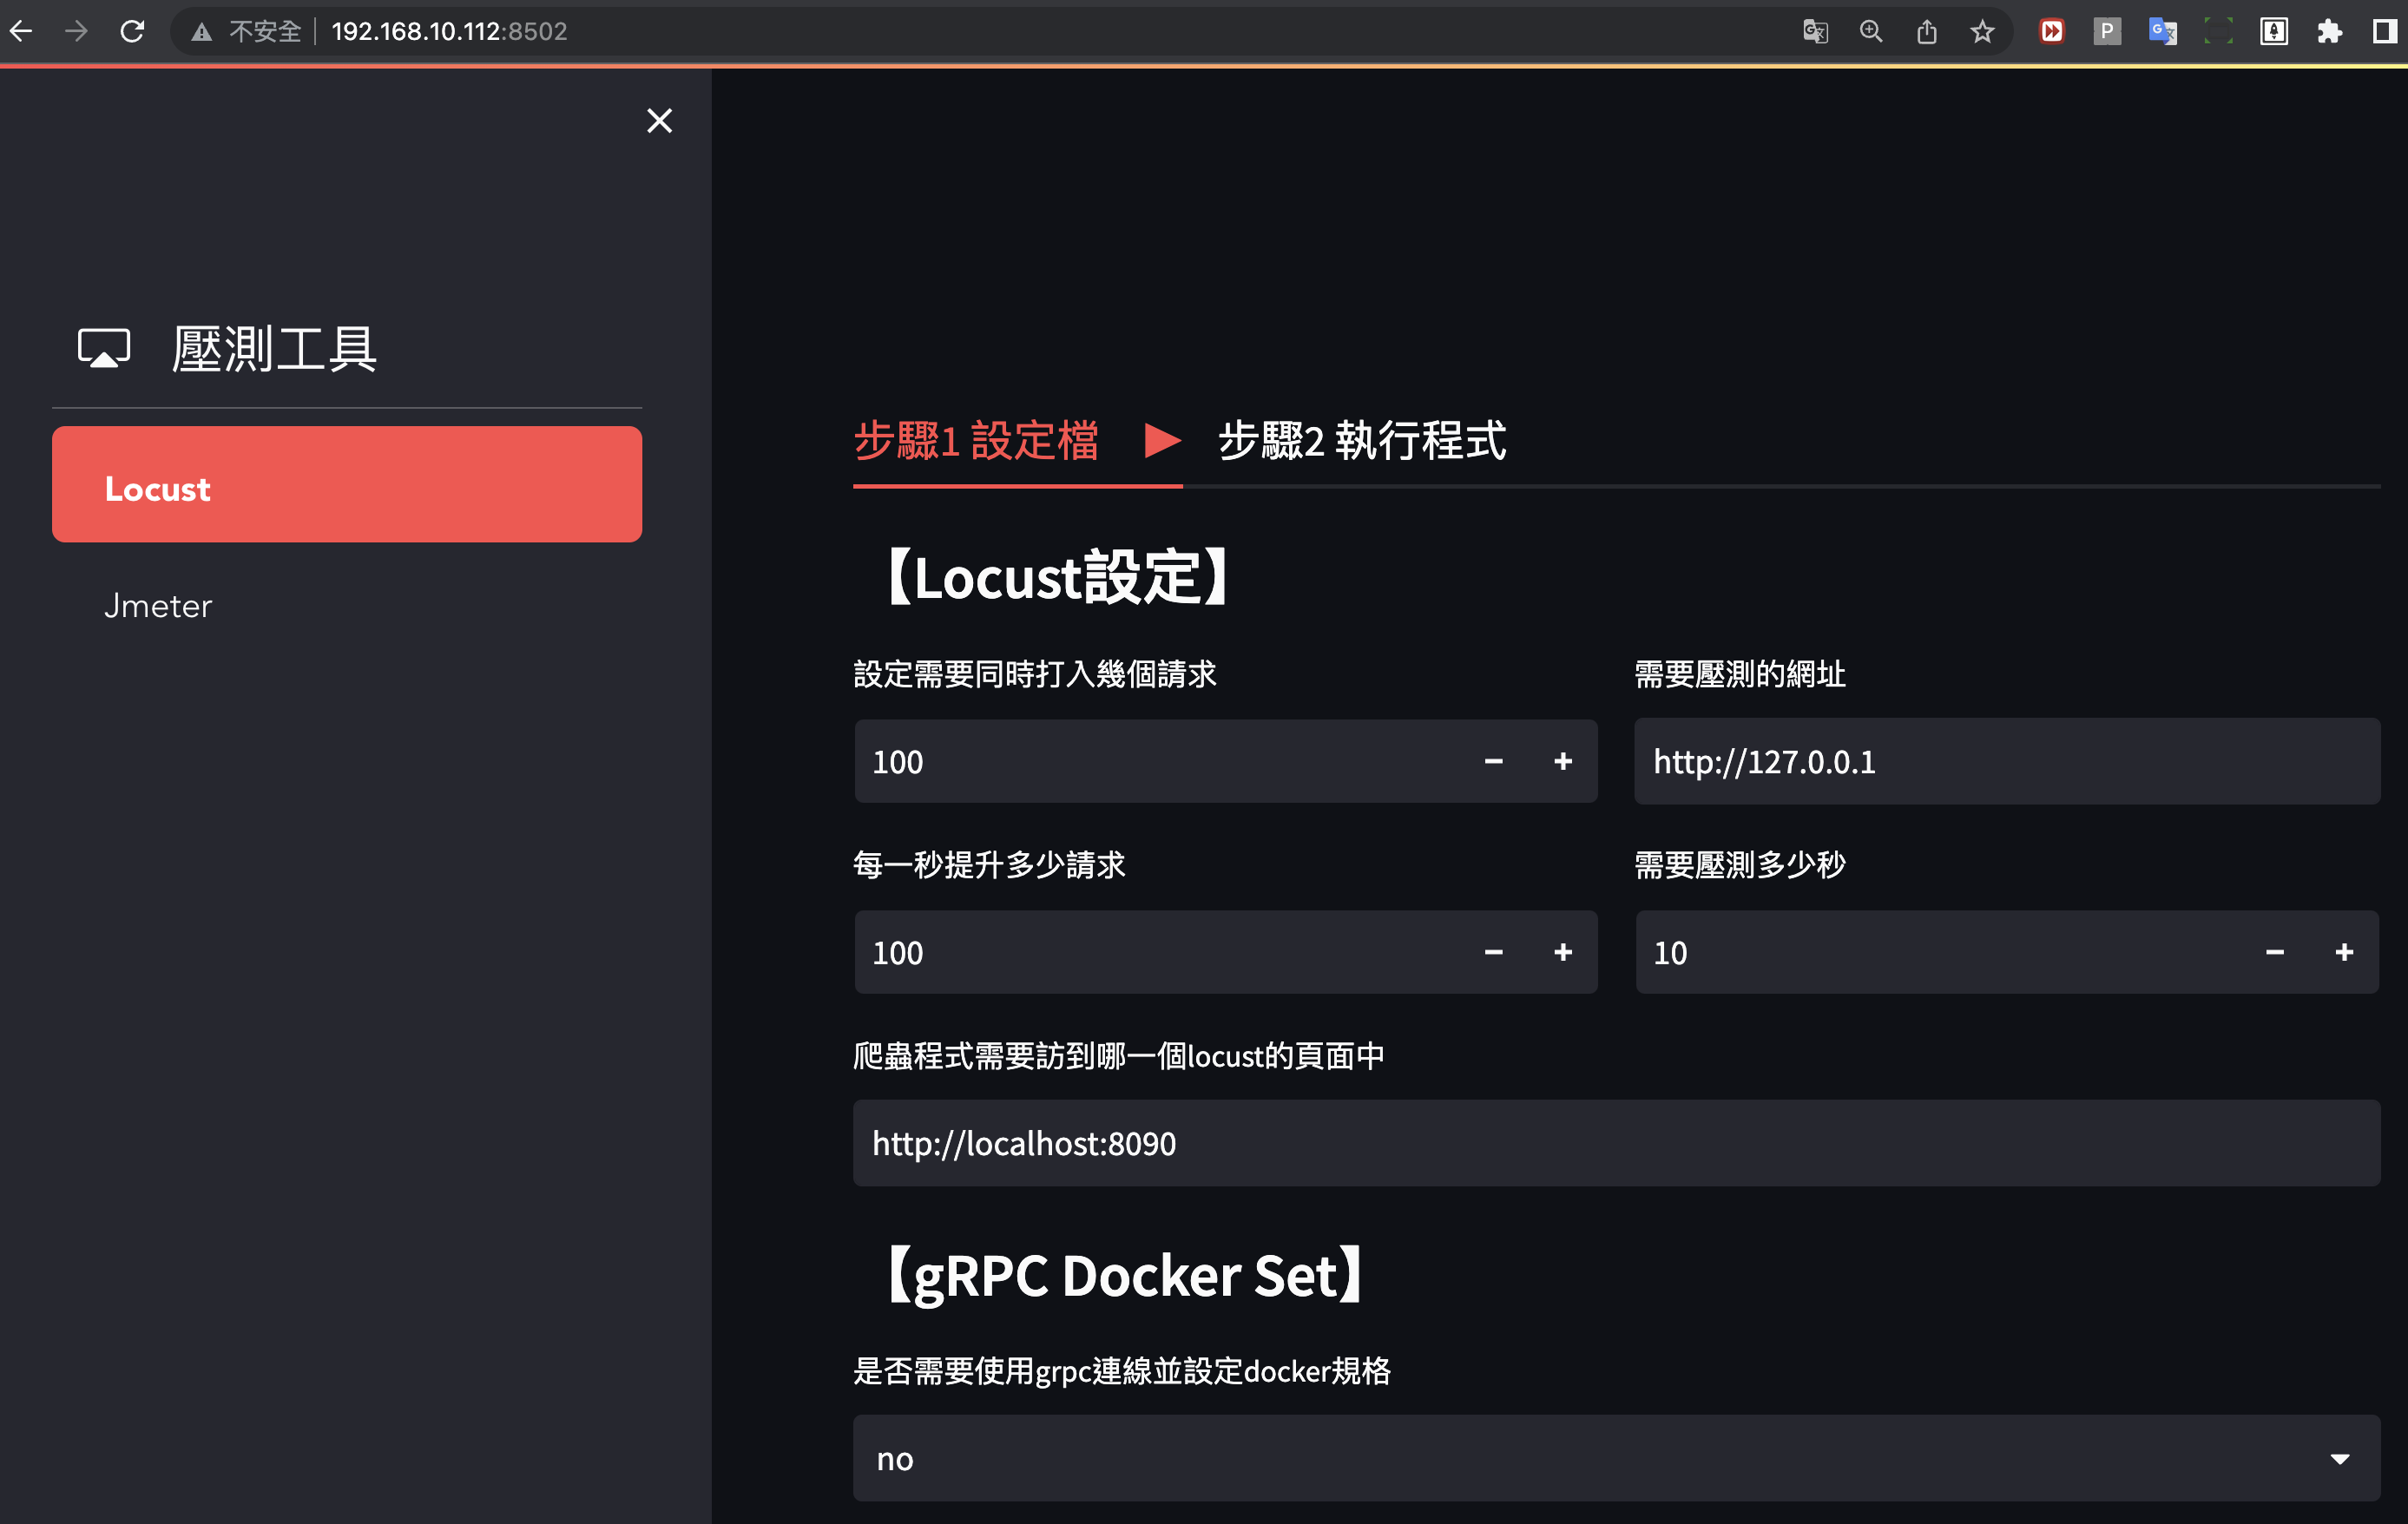 不安全 192.168.10.112:8502
壓測工具
Locust
Jmeter
步驟1 設定檔 ▶ 步驟2 執行程式
【Locust設定】
設定需要同時打入幾個請求
100
需要壓測的網址
http://127.0.0.1
每一秒提升多少請求
100
需要壓測多少秒
10
爬蟲程式需要訪到哪一個locust的頁面中
http://localhost:8090
【gRPC Docker Set】
是否需要使用grpc連線並設定docker規格
no